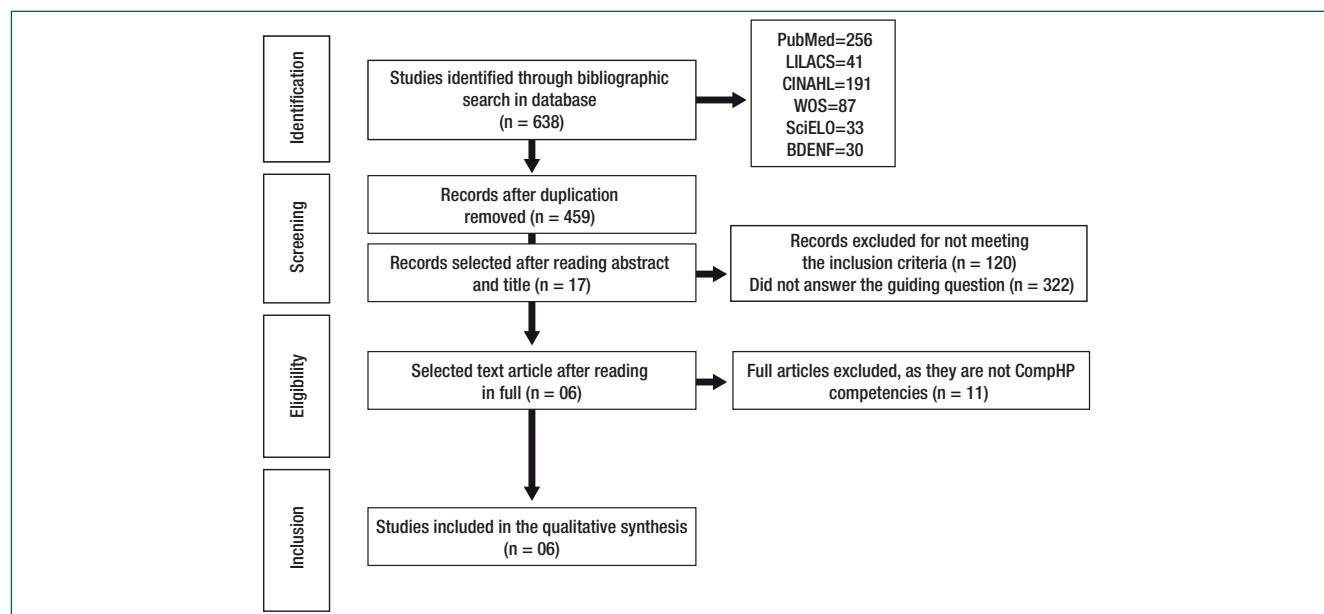 Identification
Studies identified through bibliographic
search in database
(n = 638)
PubMed=256
LILACS=41
CINAHL=191
WOS=87
SciELO=33
BDENF=30
Screening
Records after duplication
removed (n = 459)
Records selected after reading abstract
and title (n = 17)
Records excluded for not meeting
the inclusion criteria (n = 120)
Did not answer the guiding question (n = 322)
Eligibility
Selected text article after reading
in full (n = 06)
Full articles excluded, as they are not CompHP
competencies (n = 11)
Inclusion
Studies included in the qualitative synthesis
(n = 06)